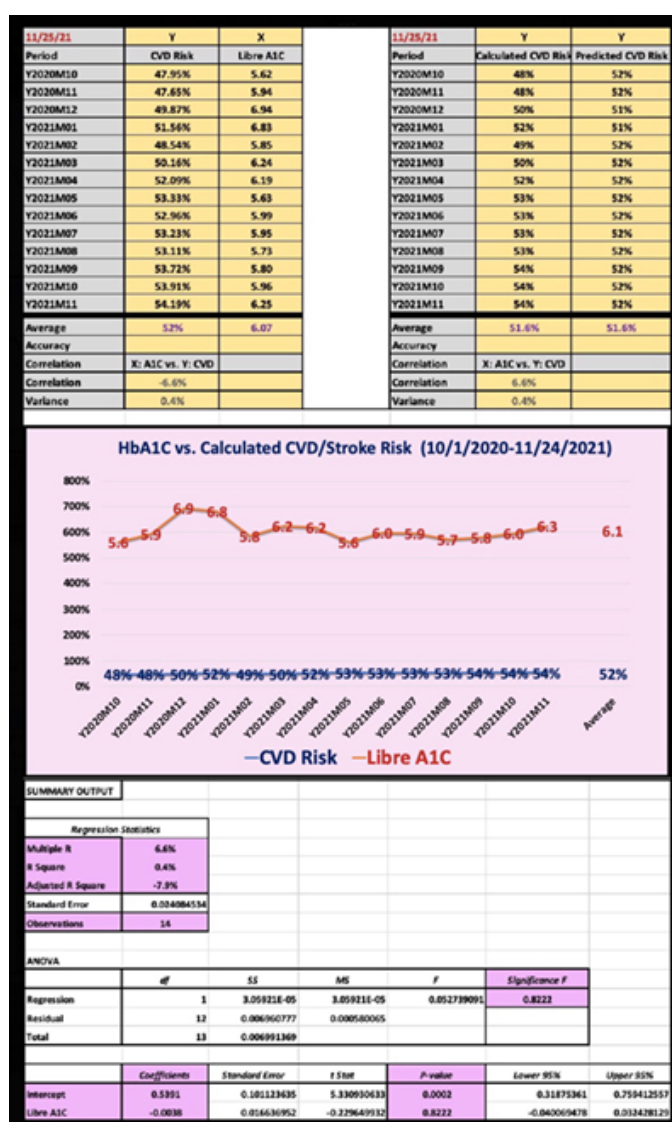 11/25/21 Y X
Period CVD Risk Libre A1C
Y2020M10 47.95% 5.62
Y2020M11 47.65% 5.94
Y2020M12 49.87% 6.94
Y2021M01 51.56% 6.83
Y2021M02 48.54% 5.85
Y2021M03 50.16% 6.24
Y2021M04 52.09% 6.19
Y2021M05 53.33% 5.63
Y2021M06 52.96% 5.99
Y2021M07 53.23% 5.95
Y2021M08 53.11% 5.73
Y2021M09 53.72% 5.80
Y2021M10 53.91% 5.96
Y2021M11 54.19% 6.25
Average 52% 6.07
Accuracy
Correlation X: A1C vs. Y: CVD
Correlation -6.6%
Variance 0.4%
11/25/21 Y Y
Period Calculated CVD Risk Predicted CVD Risk
Y2020M10 48% 52%
Y2020M11 48% 52%
Y2020M12 50% 51%
Y2021M01 52% 51%
Y2021M02 49% 52%
Y2021M03 50% 52%
Y2021M04 52% 52%
Y2021M05 53% 52%
Y2021M06 53% 52%
Y2021M07 53% 52%
Y2021M08 53% 52%
Y2021M09 54% 52%
Y2021M10 54% 52%
Y2021M11 54% 52%
Average 51.6% 51.6%
Accuracy
Correlation X: A1C vs. Y: CVD
Correlation 6.6%
Variance 0.4%
HbA1C vs. Calculated CVD/Stroke Risk (10/1/2020-11/24/2021)
800%
700%
600%
500%
400%
300%
200%
100%
0%
5.6 5.9 6.9 6.8 5.8 6.2 6.2 5.6 6.0 5.9 5.7 5.8 6.0 6.3 6.1
48% 48% 50% 52% 49% 50% 52% 53% 53% 53% 53% 54% 54% 54% 52%
Y2020M10 Y2020M11 Y2020M12 Y2021M01 Y2021M02 Y2021M03 Y2021M04 Y2021M05 Y2021M06 Y2021M07 Y2021M08 Y2021M09 Y2021M10 Y2021M11 Average
CVD Risk Libre A1C
SUMMARY OUTPUT
Regression Statistics
Multiple R 6.6%
R Square 0.4%
Adjusted R Square -7.9%
Standard Error 0.024084534
Observations 14
ANOVA
df SS MS F Significance F
Regression 1 3.05921E-05 3.05921E-05 0.052739091 0.8222
Residual 12 0.006960777 0.000580065
Total 13 0.006991369
Coefficients Standard Error t Stat P-value Lower 95% Upper 95%
Intercept 0.5391 0.101123635 5.330930633 0.0002 0.31875361 0.759412557
Libre A1C -0.0038 0.016636952 -0.229649932 0.8222 -0.040069478 0.032428129